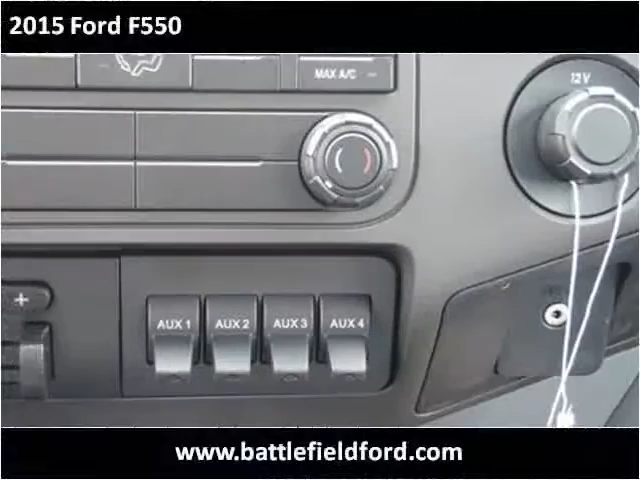 2015 Ford F550
MAX A/C
12V
AUX 1 AUX 2 AUX 3 AUX 4
www.battlefieldford.com